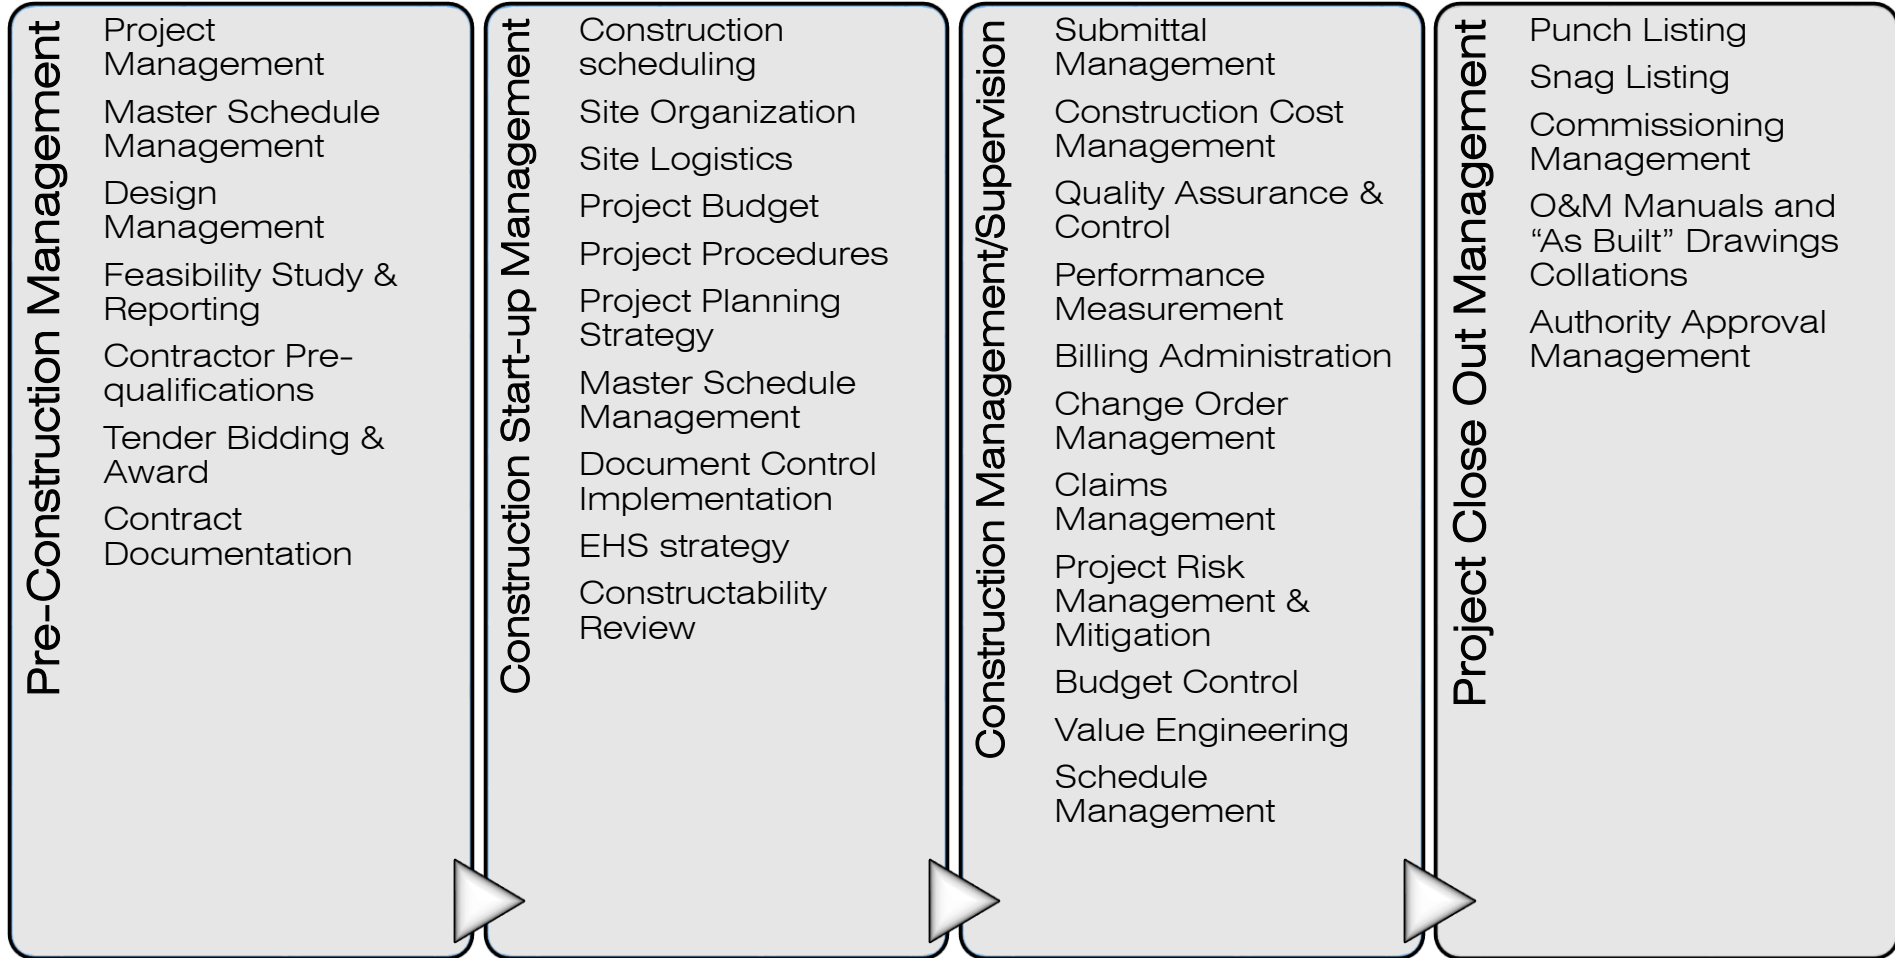 Pre-Construction Management
Project
Management
Master Schedule
Management
Design
Management
Feasibility Study &
Reporting
Contractor Pre-
qualifications
Tender Bidding &
Award
Contract
Documentation
Construction Start-up Management
Construction
scheduling
Site Organization
Site Logistics
Project Budget
Project Procedures
Project Planning
Strategy
Master Schedule
Management
Document Control
Implementation
EHS strategy
Constructability
Review
Construction Management/Supervision
Submittal
Management
Construction Cost
Management
Quality Assurance &
Control
Performance
Measurement
Billing Administration
Change Order
Management
Claims
Management
Project Risk
Management &
Mitigation
Budget Control
Value Engineering
Schedule
Management
Project Close Out Management
Punch Listing
Snag Listing
Commissioning
Management
O&M Manuals and
“As Built” Drawings
Collations
Authority Approval
Management